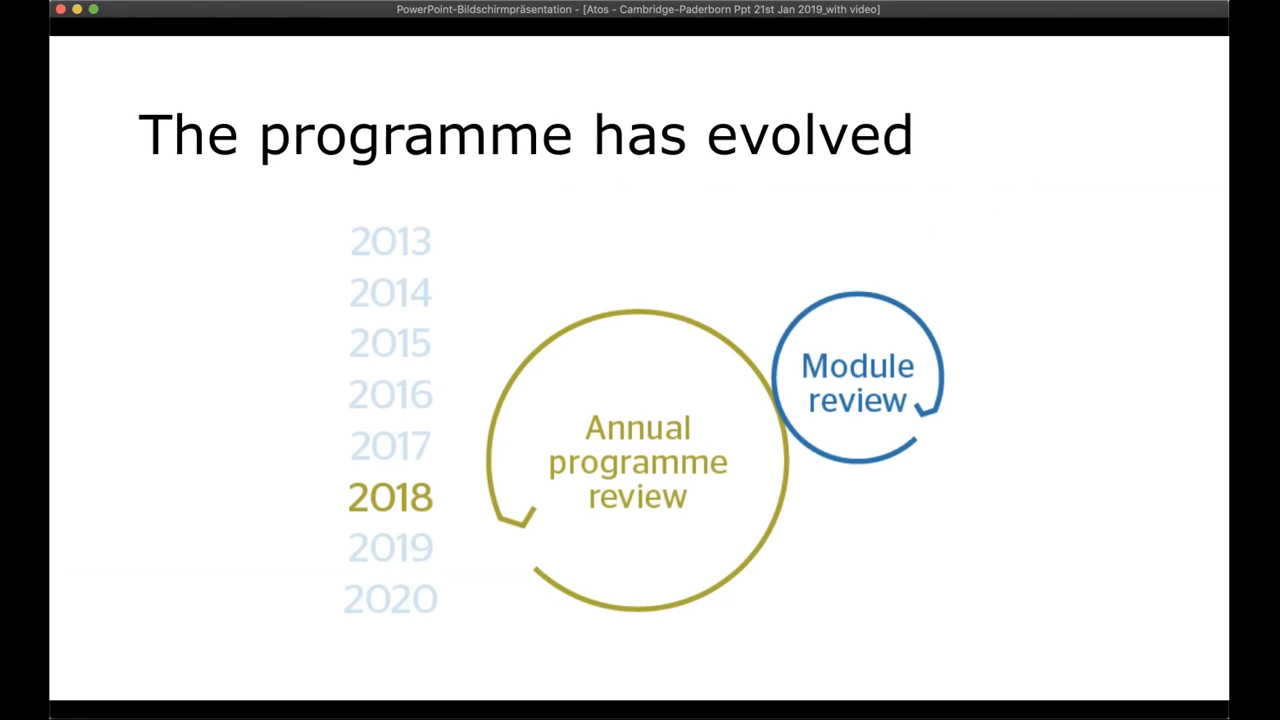 PowerPoint-Bildschirmpräsentation - [Atos - Cambridge-Paderborn Ppt 21st Jan 2019_with video]
The programme has evolved
2013
2014
2015
2016
2017
2018
2019
2020
Annual
programme
review
Module
review